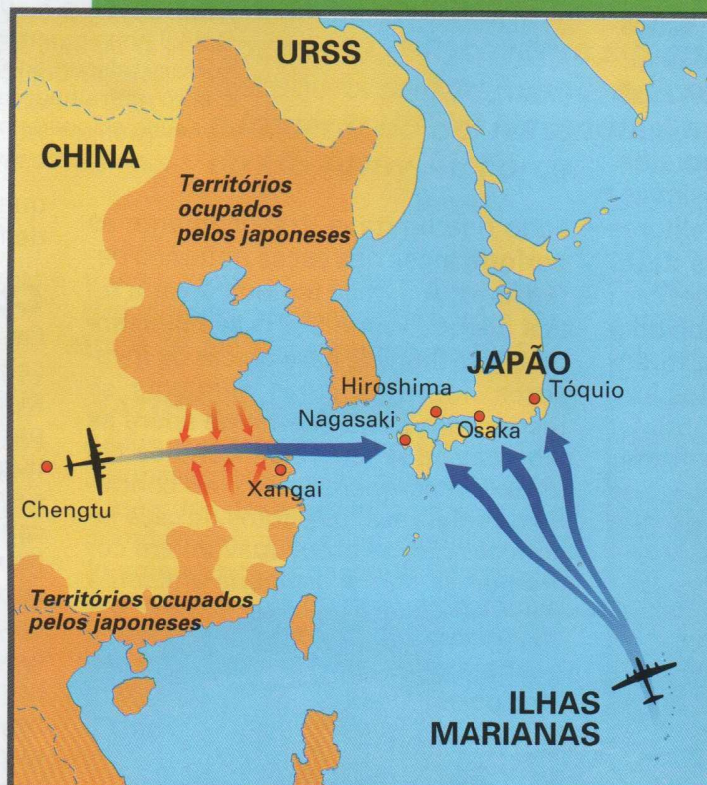 URSS
CHINA
Territórios
ocupados
pelos japoneses
JAPÃO
Hiroshima
Tóquio
Nagasaki
Osaka
Xangai
Chengtu
Territórios ocupados
pelos japoneses
ILHAS
MARIANAS